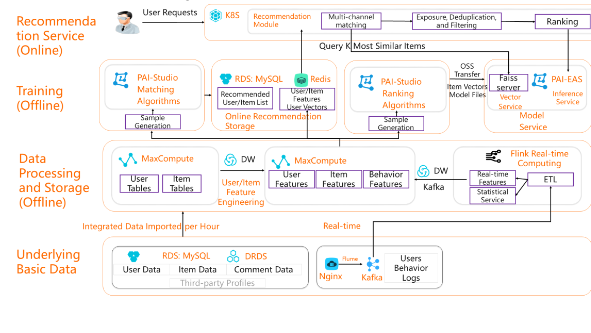 Recommenda
tion Service
(Online)
User Requests
K8S
Recommendation
Module
Multi-channel
matching
Exposure, Deduplication,
and Filtering
Ranking
Query K Most Similar Items
Training
(Offline)
PAI-Studio
Matching
Algorithms
Sample
Generation
RDS: MySQL
Redis
Recommended
User/Item List
User/Item
Features
User Vectors
Online Recommendation
Storage
PAI-Studio
Ranking
Algorithms
Sample
Generation
OSS
Transfer
Item Vectors
Model Files
Faiss
server
Vector
Service
PAI-EAS
Inference
Service
Model
Service
Data
Processing
and Storage
(Offline)
MaxCompute
User
Tables
Item
Tables
DW
User/Item
Feature
Engineering
MaxCompute
User
Features
Item
Features
Behavior
Features
DW
Kafka
Flink Real-time
Computing
Real-time
Features
Statistical
Service
ETL
Integrated Data Imported per Hour
Real-time
Underlying
Basic Data
RDS: MySQL
DRDS
User Data
Item Data
Comment Data
Third-party Profiles
Nginx
Flume
Kafka
Users
Behavior
Logs